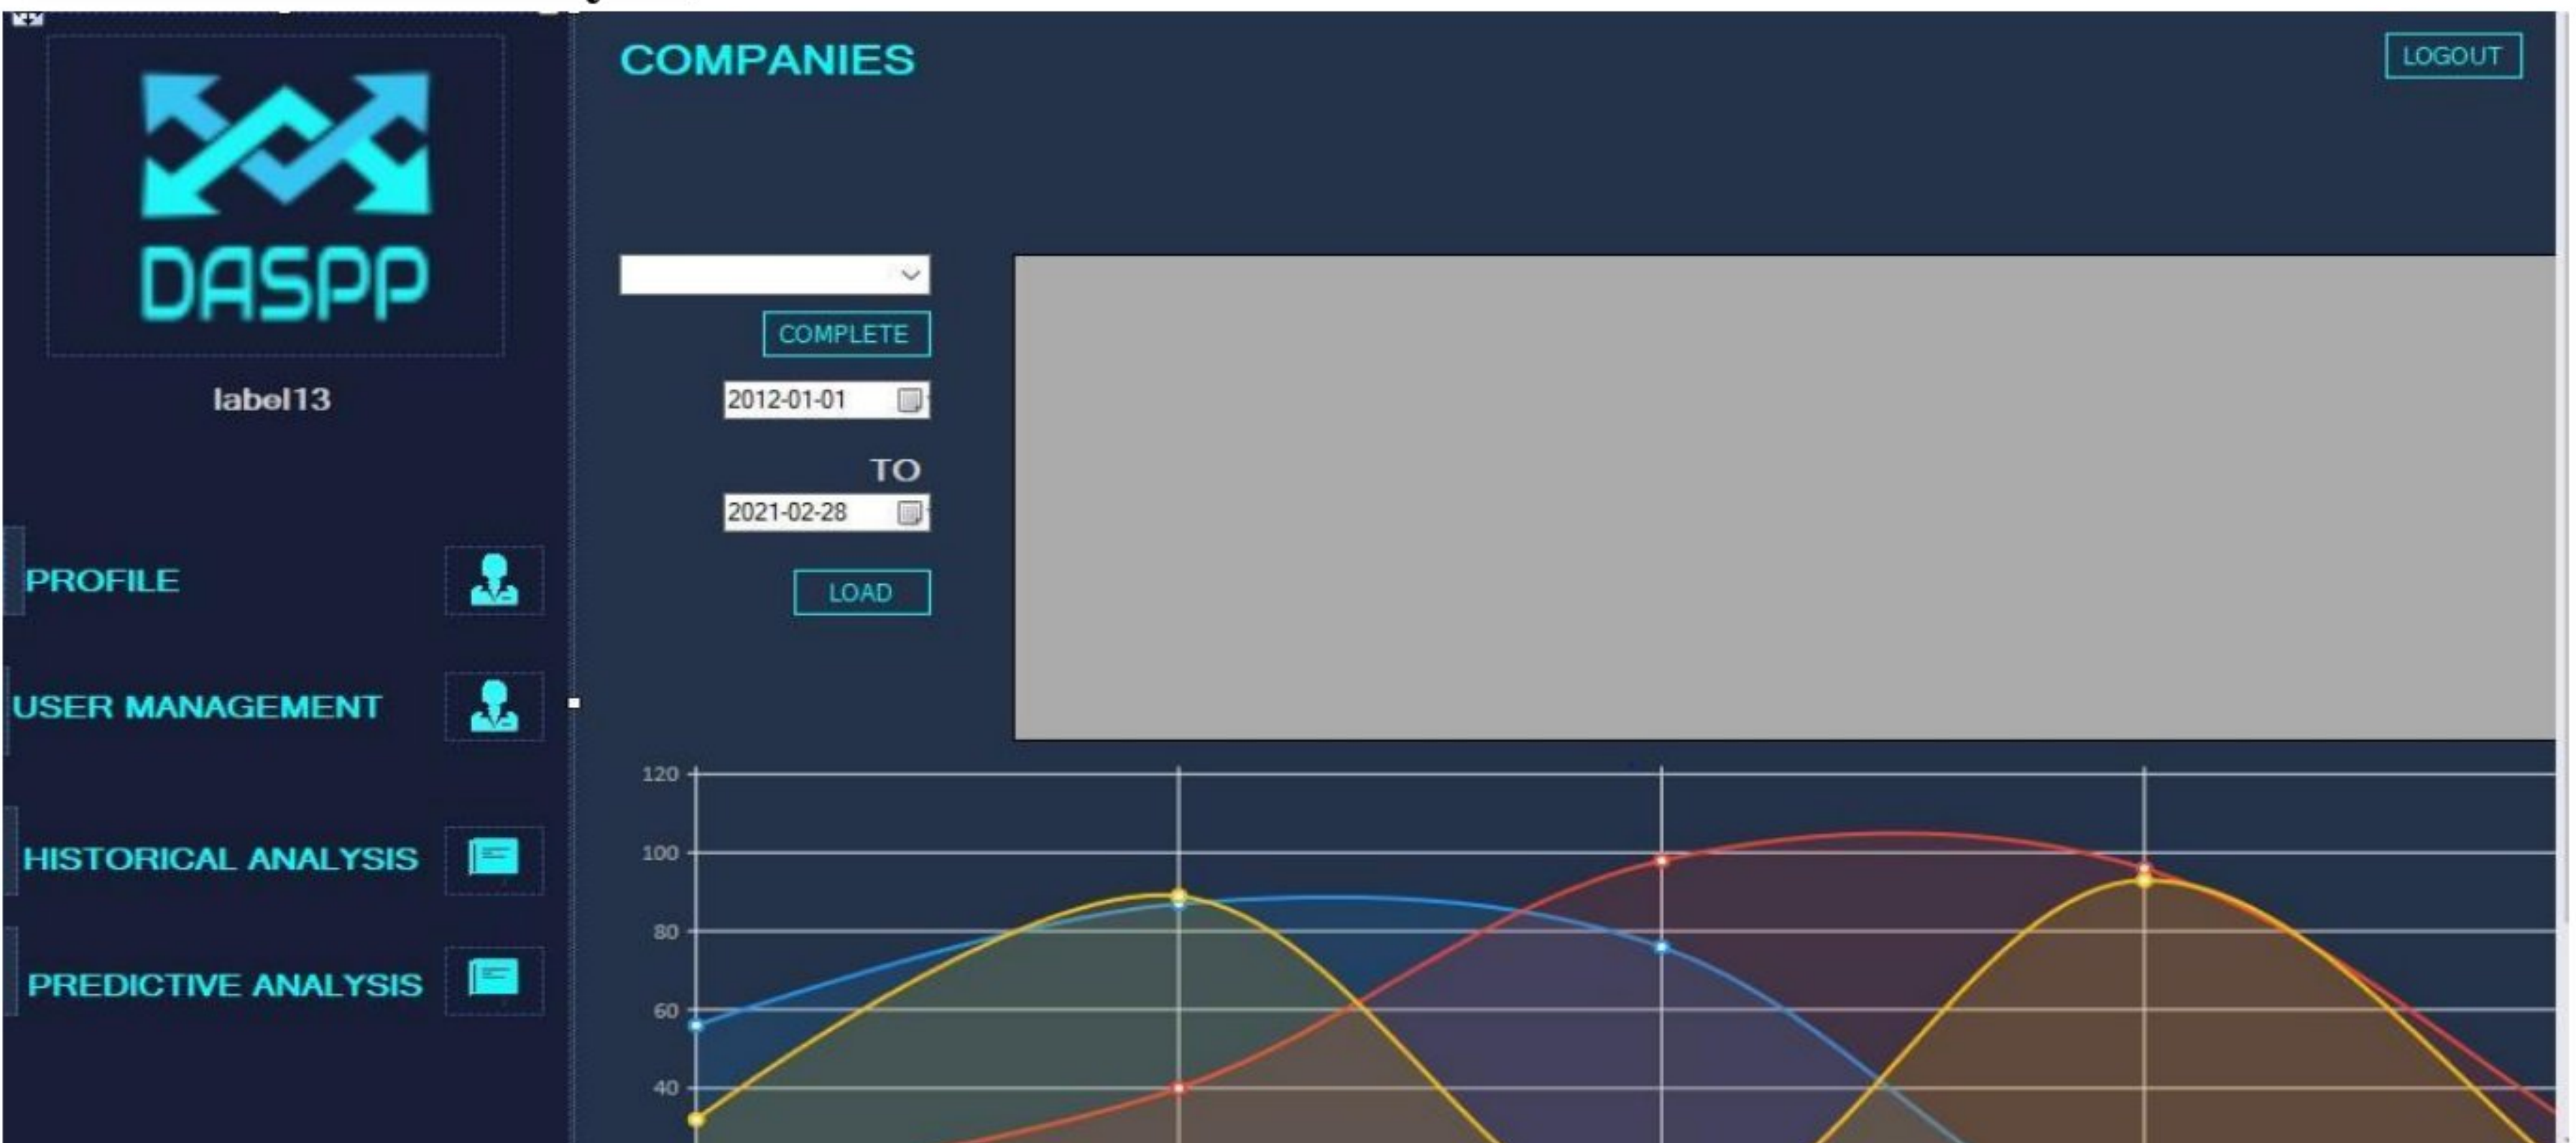 DASPP
label13
PROFILE
USER MANAGEMENT
HISTORICAL ANALYSIS
PREDICTIVE ANALYSIS
COMPANIES
LOGOUT
COMPLETE
2012-01-01
TO
2021-02-28
LOAD
120
100
80
60
40